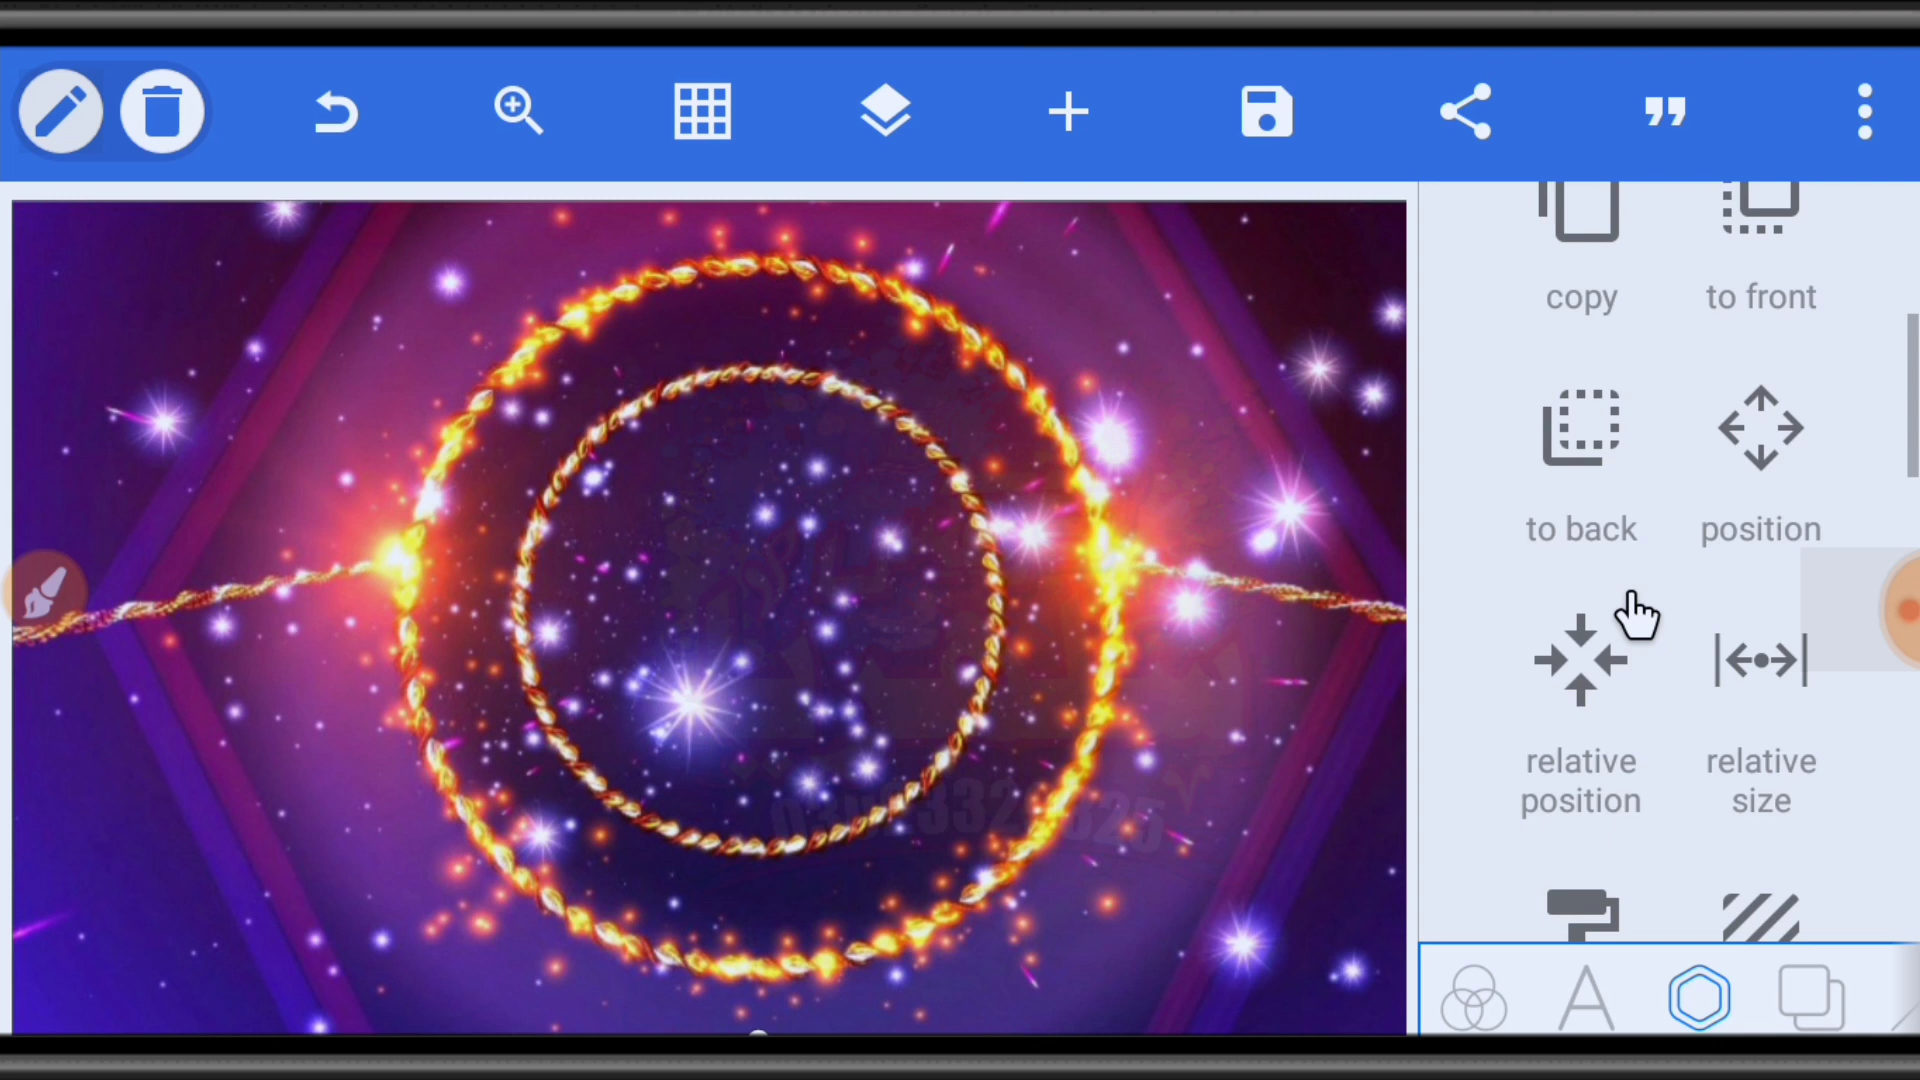 copy
to front
to back
position
relative
position
relative
size